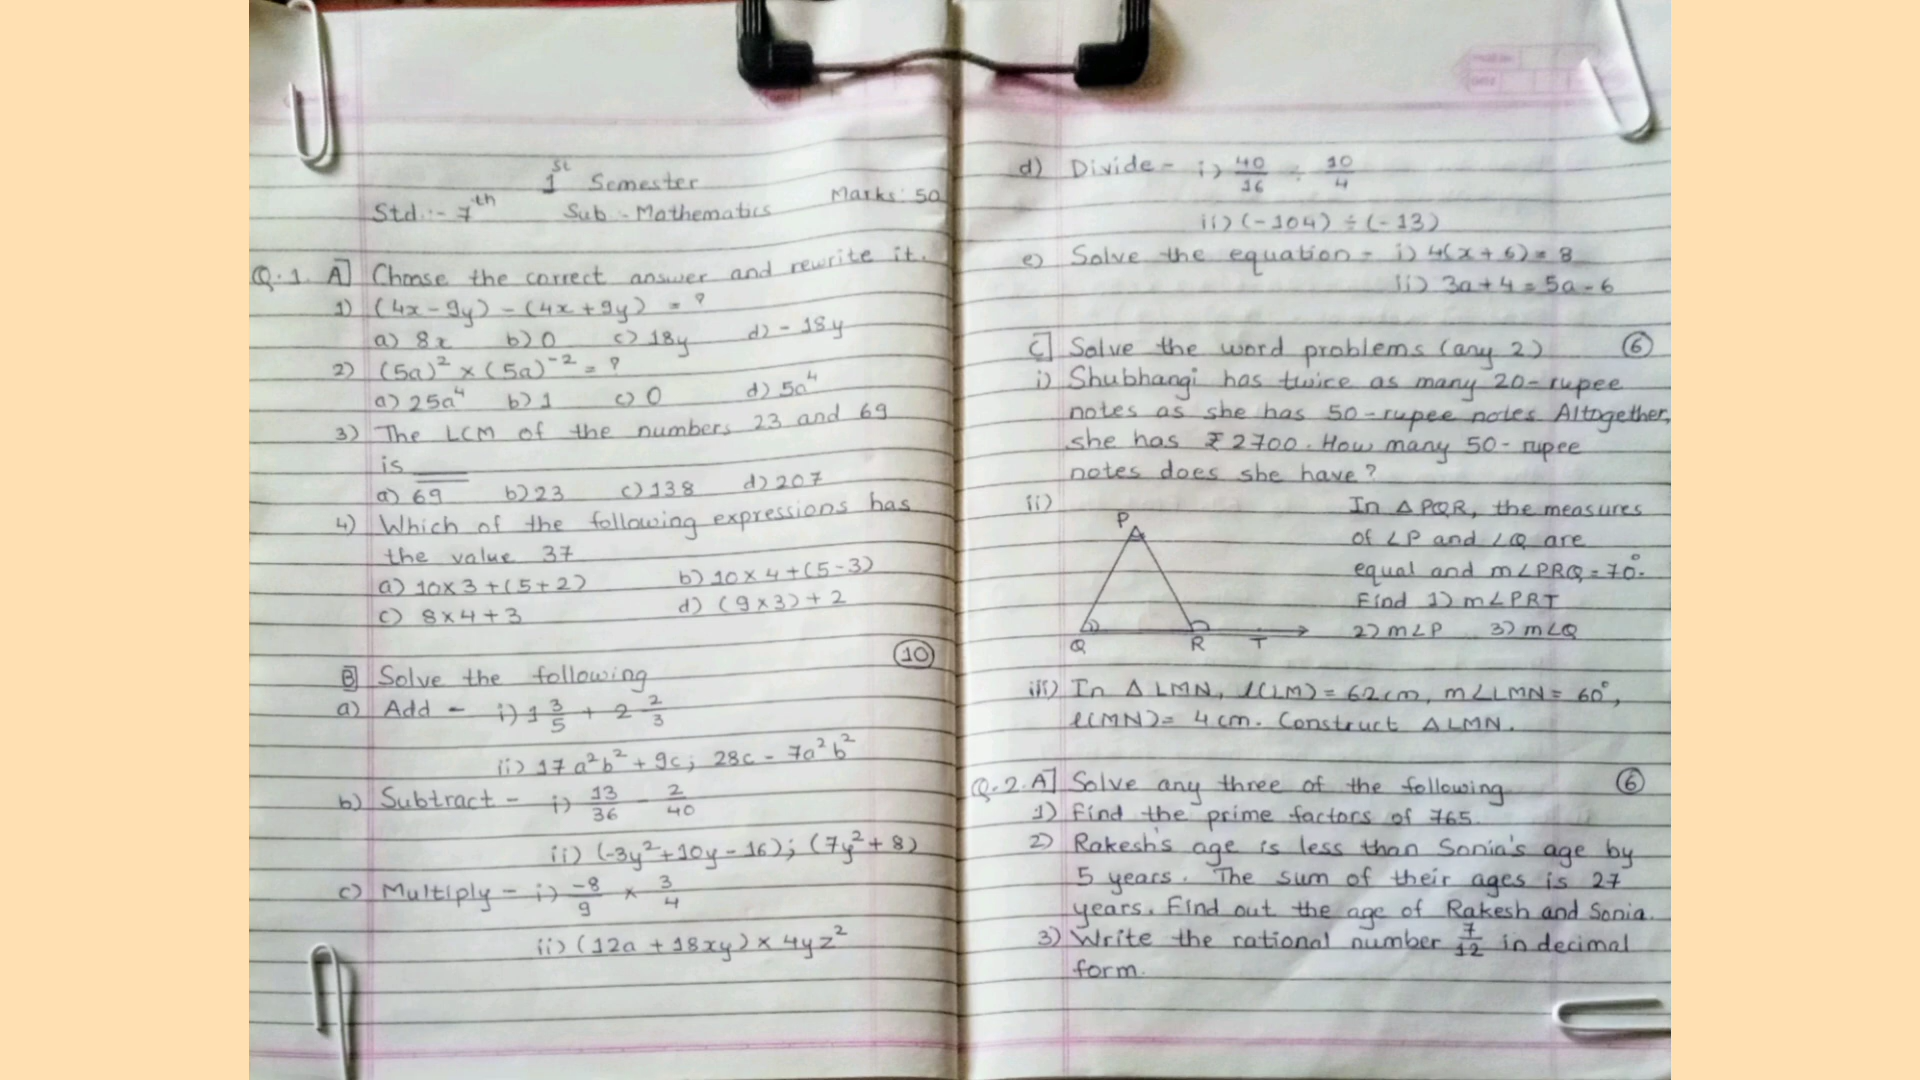 1st Semester
Std :- 7th Sub - Mathematics Marks: 50
Q.1. A] Choose the correct answer and rewrite it.
1) (4x - 9y) - (4x + 9y) = ?
a) 8x b) 0 c) 18y d) - 18y
2) (5a)² × (5a)⁻² = ?
a) 25a⁴ b) 1 c) 0 d) 5a⁴
3) The LCM of the numbers 23 and 69
is ____
a) 69 b) 23 c) 138 d) 207
4) Which of the following expressions has
the value 37
a) 10×3 + (5+2) b) 10×4 + (5-3)
c) 8×4 + 3 d) (9×3) + 2
10
B] Solve the following
a) Add - i) 1 3/5 + 2 2/3
ii) 17a²b² + 9c; 28c - 7a²b²
b) Subtract - i) 13/36 - 2/40
ii) (-3y² + 10y - 16); (7y² + 8)
c) Multiply - i) -8/9 × 3/4
ii) (12a + 18xy) × 4yz²
d) Divide - i) 40/16 ÷ 10/4
ii) (-104) ÷ (-13)
e) Solve the equation - i) 4(x + 6) = 8
ii) 3a + 4 = 5a - 6
C] Solve the word problems (any 2) 6
i) Shubhangi has twice as many 20-rupee
notes as she has 50-rupee notes. Altogether,
she has ₹2700. How many 50-rupee
notes does she have?
ii) In △PQR, the measures
of ∠P and ∠Q are
equal and m∠PRQ = 70°.
Find 1) m∠PRT
2) m∠P 3) m∠Q
P
Q R T
iii) In △LMN, l(LM) = 6.2cm, m∠LMN = 60°,
l(MN) = 4 cm. Construct △LMN.
Q.2. A] Solve any three of the following 6
1) Find the prime factors of 765.
2) Rakesh's age is less than Sonia's age by
5 years. The sum of their ages is 27
years. Find out the age of Rakesh and Sonia.
3) Write the rational number 7/12 in decimal
form.